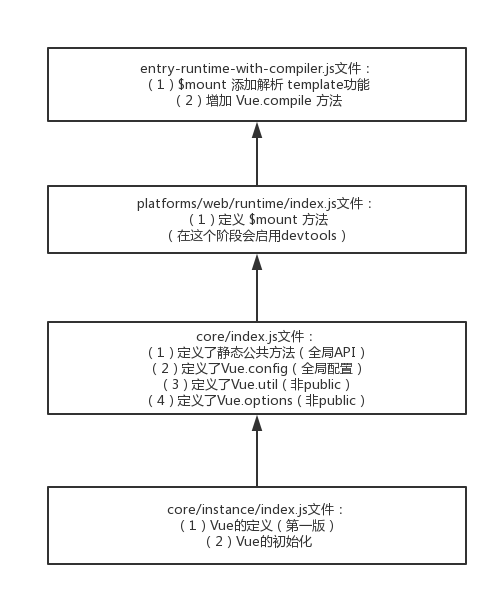 entry-runtime-with-compiler.js文件：
（1）$mount 添加解析 template功能
（2）增加 Vue.compile 方法
platforms/web/runtime/index.js文件：
（1）定义 $mount 方法
（在这个阶段会启用devtools）
core/index.js文件：
（1）定义了静态公共方法（全局API）
（2）定义了Vue.config（全局配置）
（3）定义了Vue.util（非public）
（4）定义了Vue.options（非public）
core/instance/index.js文件：
（1）Vue的定义（第一版）
（2）Vue的初始化